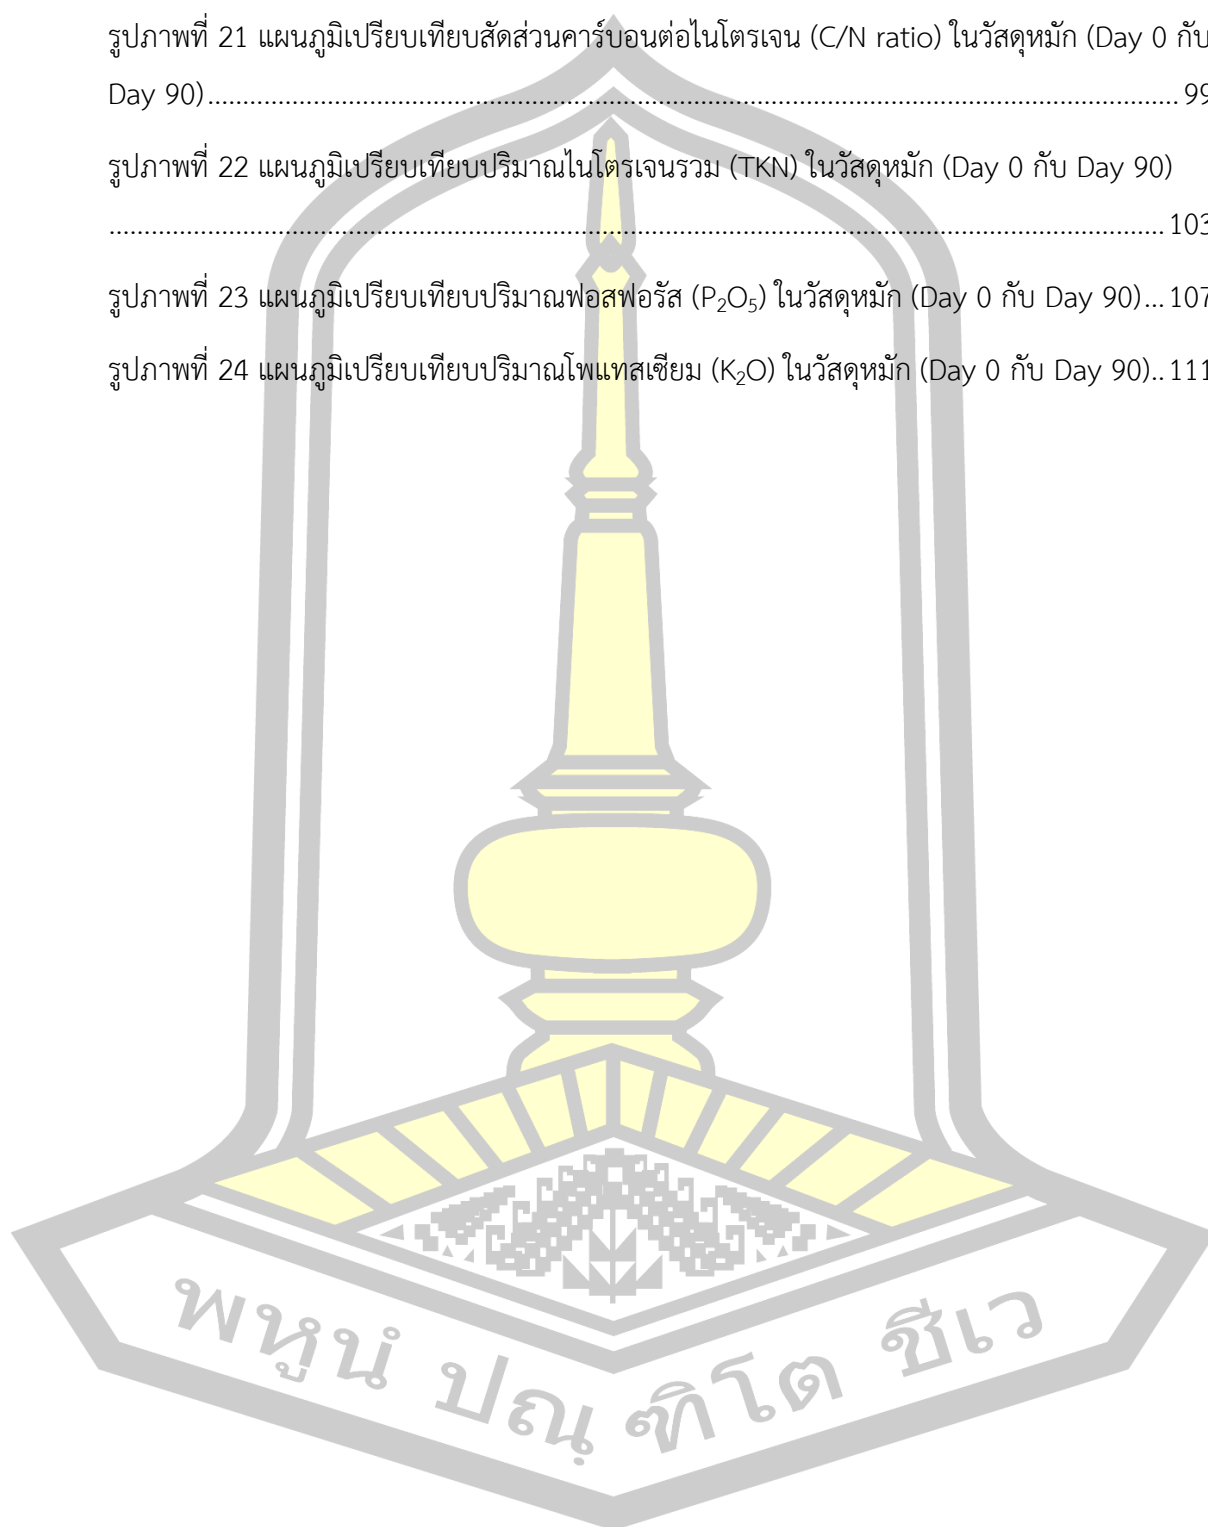 รูปภาพที่ 21 แผนภูมิเปรียบเทียบสัดส่วนคาร์บอนต่อไนโตรเจน (C/N ratio) ในวัสดุหมัก (Day 0 กับ
Day 90)........................................................................................................................................... 99
รูปภาพที่ 22 แผนภูมิเปรียบเทียบปริมาณไนโตรเจนรวม (TKN) ในวัสดุหมัก (Day 0 กับ Day 90)
....................................................................................................................................................... 103
รูปภาพที่ 23 แผนภูมิเปรียบเทียบปริมาณฟอสฟอรัส (P₂O₅) ในวัสดุหมัก (Day 0 กับ Day 90)... 107
รูปภาพที่ 24 แผนภูมิเปรียบเทียบปริมาณโพแทสเซียม (K₂O) ในวัสดุหมัก (Day 0 กับ Day 90).. 111
พหูนํ ปณฺฑิโต ชีเว